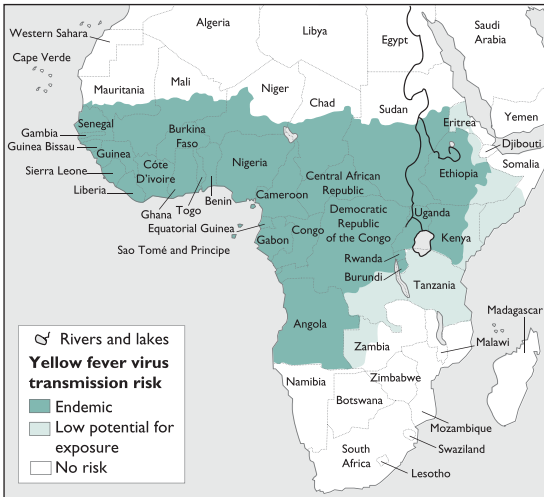 Western Sahara
Algeria
Libya
Egypt
Saudi
Arabia
Cape Verde
Mauritania
Mali
Niger
Chad
Sudan
Eritrea
Yemen
Senegal
Gambia
Guinea Bissau
Guinea
Burkina
Faso
Djibouti
Somalia
Sierra Leone
Côte
D'ivoire
Nigeria
Ethiopia
Liberia
Ghana
Togo
Benin
Cameroon
Central African
Republic
Equatorial Guinea
Democratic
Republic
of the Congo
Uganda
Sao Tomé and Principe
Gabon
Congo
Kenya
Rwanda
Burundi
Tanzania
Angola
Madagascar
Malawi
Zambia
Zimbabwe
Namibia
Botswana
Mozambique
Swaziland
South
Africa
Lesotho
Rivers and lakes
Yellow fever virus
transmission risk
Endemic
Low potential for
exposure
No risk